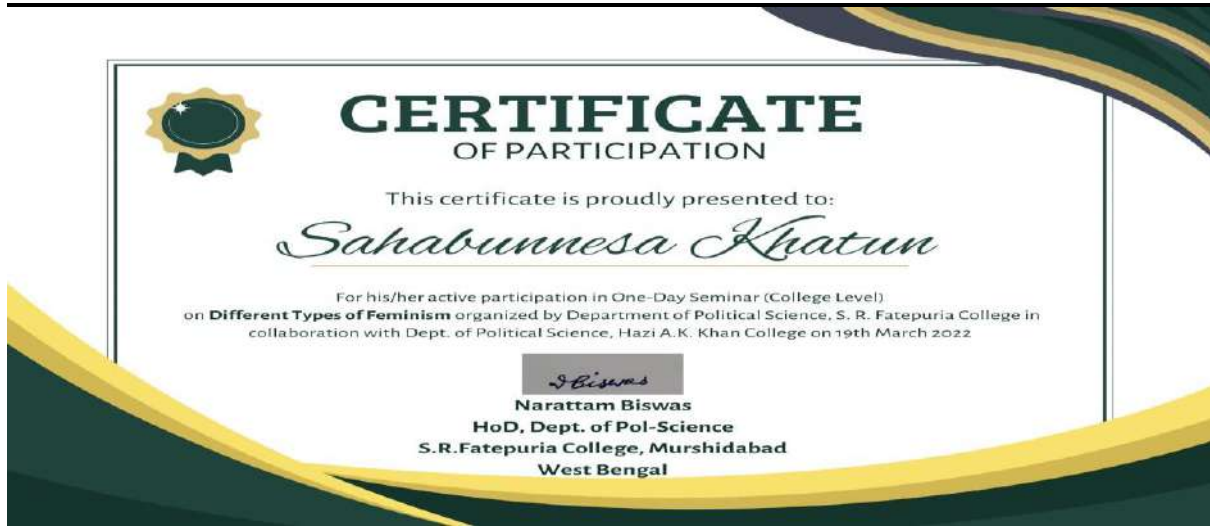 CERTIFICATE
OF PARTICIPATION
This certificate is proudly presented to:
Sahabunnesa Khatun
For his/her active participation in One-Day Seminar (College Level)
on Different Types of Feminism organized by Department of Political Science, S. R. Fatepuria College in
collaboration with Dept. of Political Science, Hazi A.K. Khan College on 19th March 2022
Biswas
Narattam Biswas
HoD, Dept. of Pol-Science
S.R.Fatepuria College, Murshidabad
West Bengal